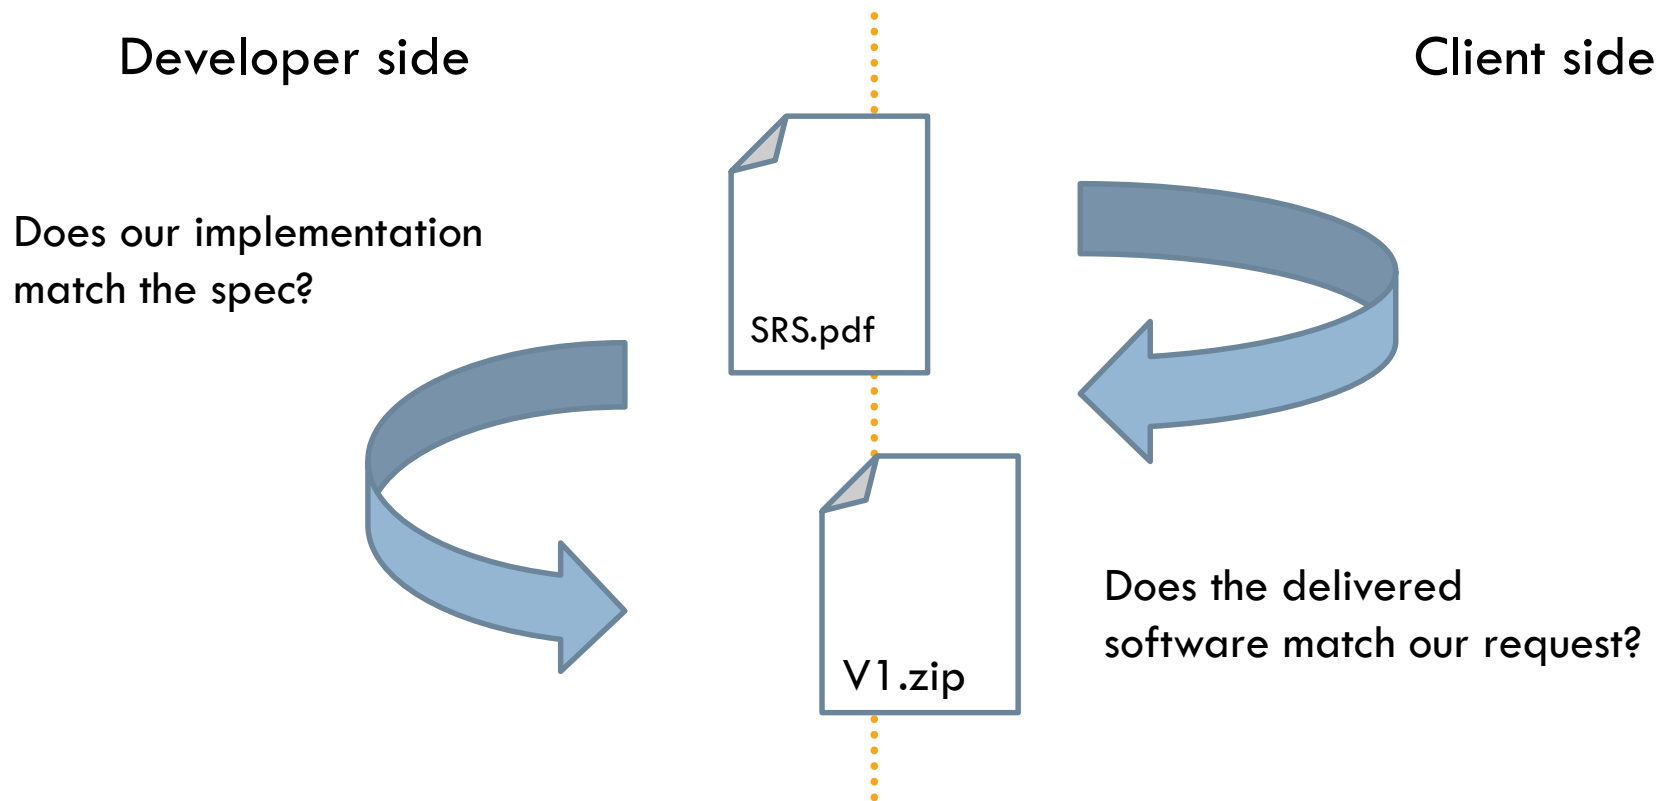 Developer side
Client side
Does our implementation
match the spec?
SRS.pdf
V1.zip
Does the delivered
software match our request?